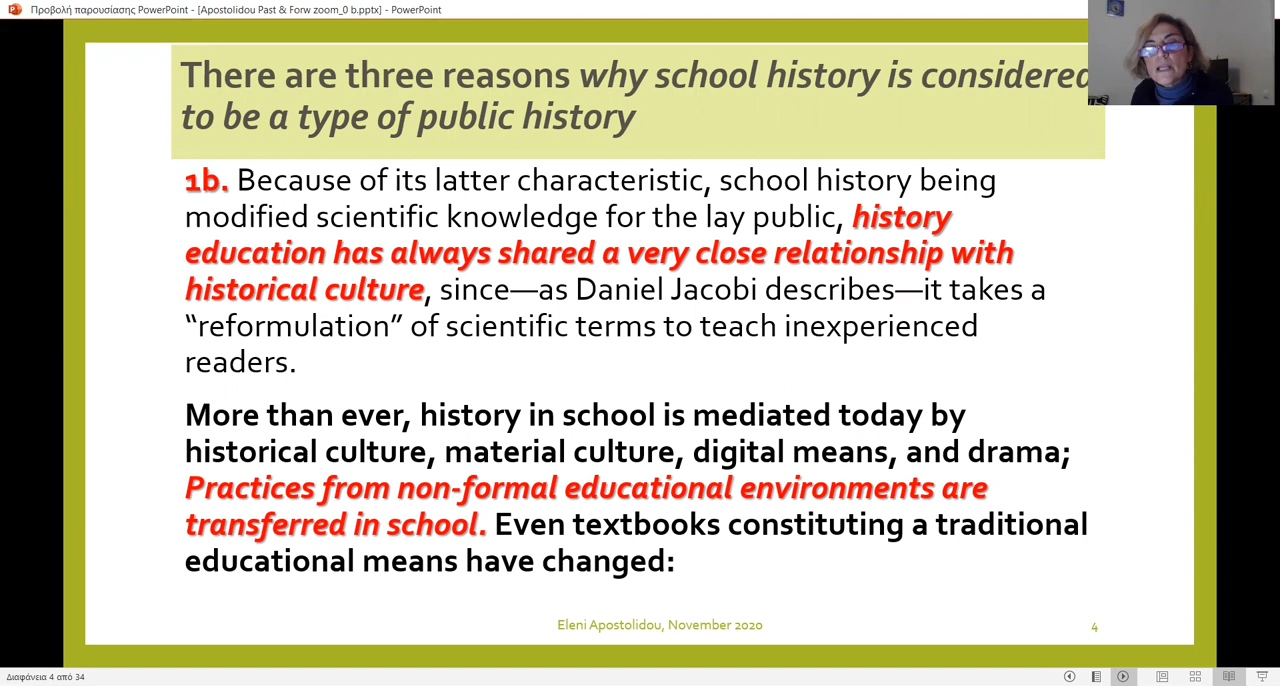 Προβολή παρουσίασης PowerPoint - [Apostolidou Past & Forw zoom_0 b.pptx] - PowerPoint
There are three reasons why school history is considered
to be a type of public history
1b. Because of its latter characteristic, school history being
modified scientific knowledge for the lay public, history
education has always shared a very close relationship with
historical culture, since—as Daniel Jacobi describes—it takes a
“reformulation” of scientific terms to teach inexperienced
readers.
More than ever, history in school is mediated today by
historical culture, material culture, digital means, and drama;
Practices from non-formal educational environments are
transferred in school. Even textbooks constituting a traditional
educational means have changed:
Eleni Apostolidou, November 2020
4
Διαφάνεια 4 από 34